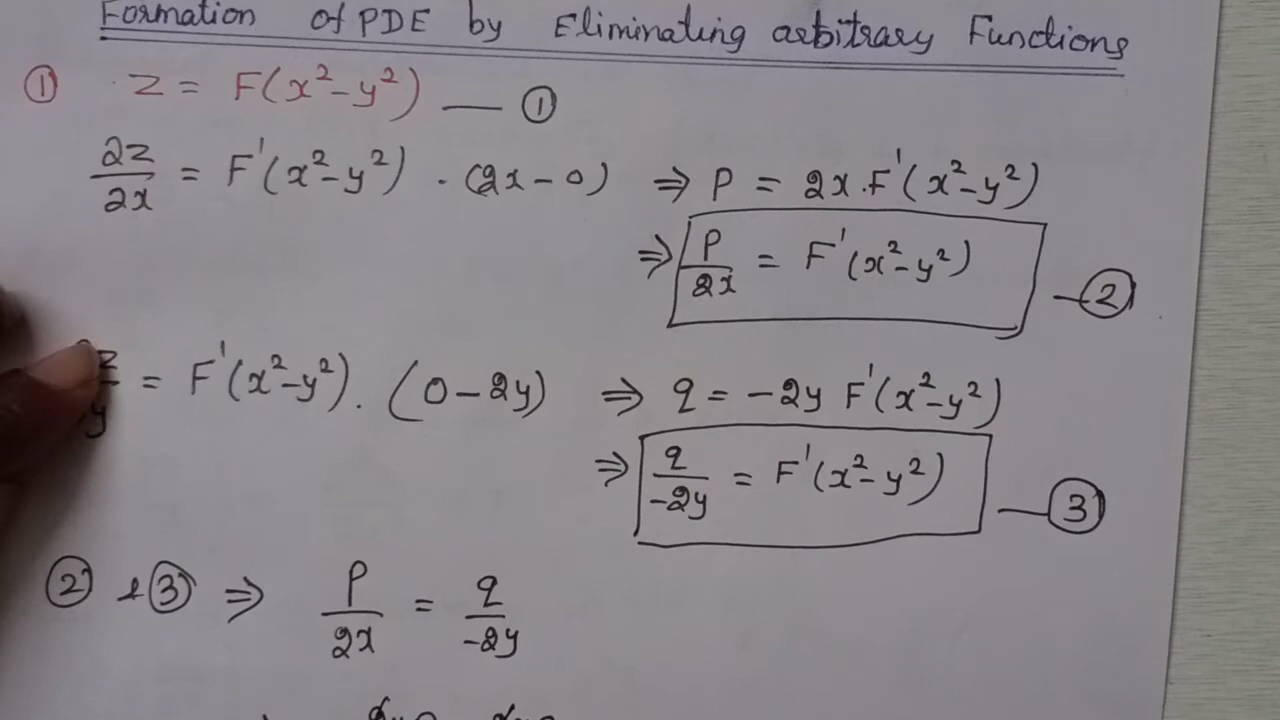 Formation of PDE by Eliminating arbitrary Functions
① z = F(x²-y²) — ①
∂z/∂x = F'(x²-y²) . (2x-0) ⇒ p = 2x.F'(x²-y²)
⇒ p/2x = F'(x²-y²) — ②
z/y = F'(x²-y²) . (0-2y) ⇒ q = -2y F'(x²-y²)
⇒ q/-2y = F'(x²-y²) — ③
② & ③ ⇒ p/2x = q/-2y